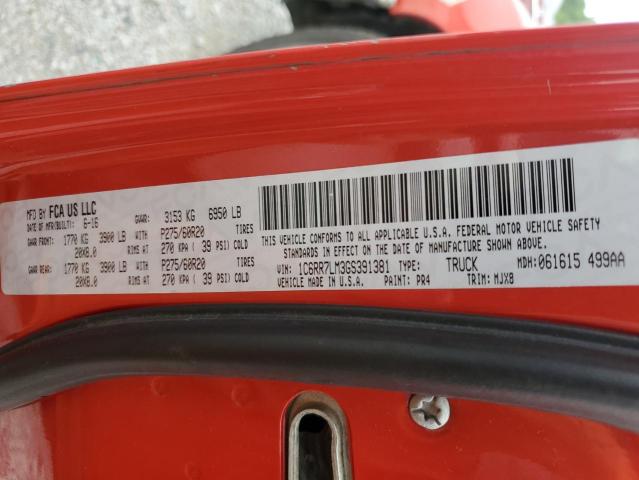 MFD BY FCA US LLC
DATE OF MFR/BUILT: 6-16 GVWR: 3153 KG 6950 LB
GAWR FRONT: 1770 KG 3900 LB WITH P275/60R20 TIRES
20X8.0 RIMS AT 270 KPA ( 39 PSI) COLD
GAWR REAR: 1770 KG 3900 LB WITH P275/60R20 TIRES
20X8.0 RIMS AT 270 KPA ( 39 PSI) COLD
THIS VEHICLE CONFORMS TO ALL APPLICABLE U.S.A. FEDERAL MOTOR VEHICLE SAFETY
STANDARDS IN EFFECT ON THE DATE OF MANUFACTURE SHOWN ABOVE.
VIN: 1C6RR7LM3GS391381 TYPE: TRUCK MDH: 061615 499AA
VEHICLE MADE IN U.S.A. PAINT: PR4 TRIM: MJX8